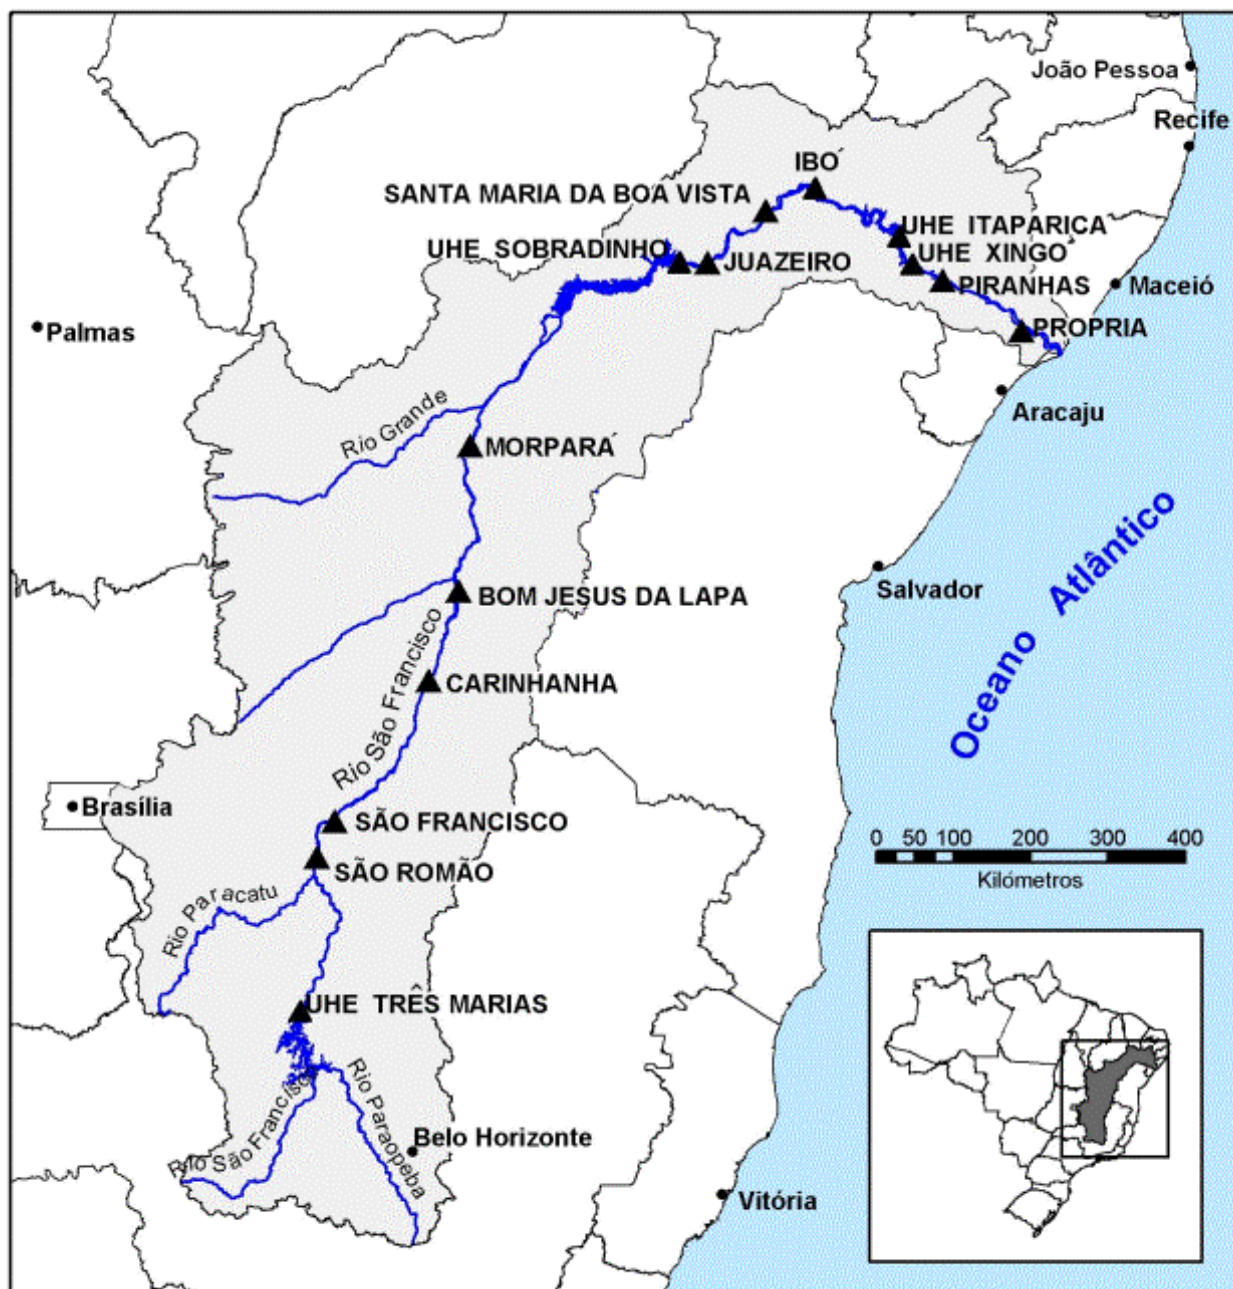 João Pessoa
Recife
IBÓ
SANTA MARIA DA BOA VISTA
UHE ITAPARICA
UHE SOBRADINHO
JUAZEIRO
UHE XINGÓ
PIRANHAS
Maceió
Palmas
PROPRIA
Aracaju
Rio Grande
MORPARÁ
Oceano Atlântico
Salvador
BOM JESUS DA LAPA
Rio São Francisco
CARINHANHA
Brasília
SÃO FRANCISCO
SÃO ROMÃO
0 50 100 200 300 400
Kilómetros
Rio Paracatu
UHE TRÊS MARIAS
Rio São Francisco
Rio Paraopeba
Belo Horizonte
Vitória